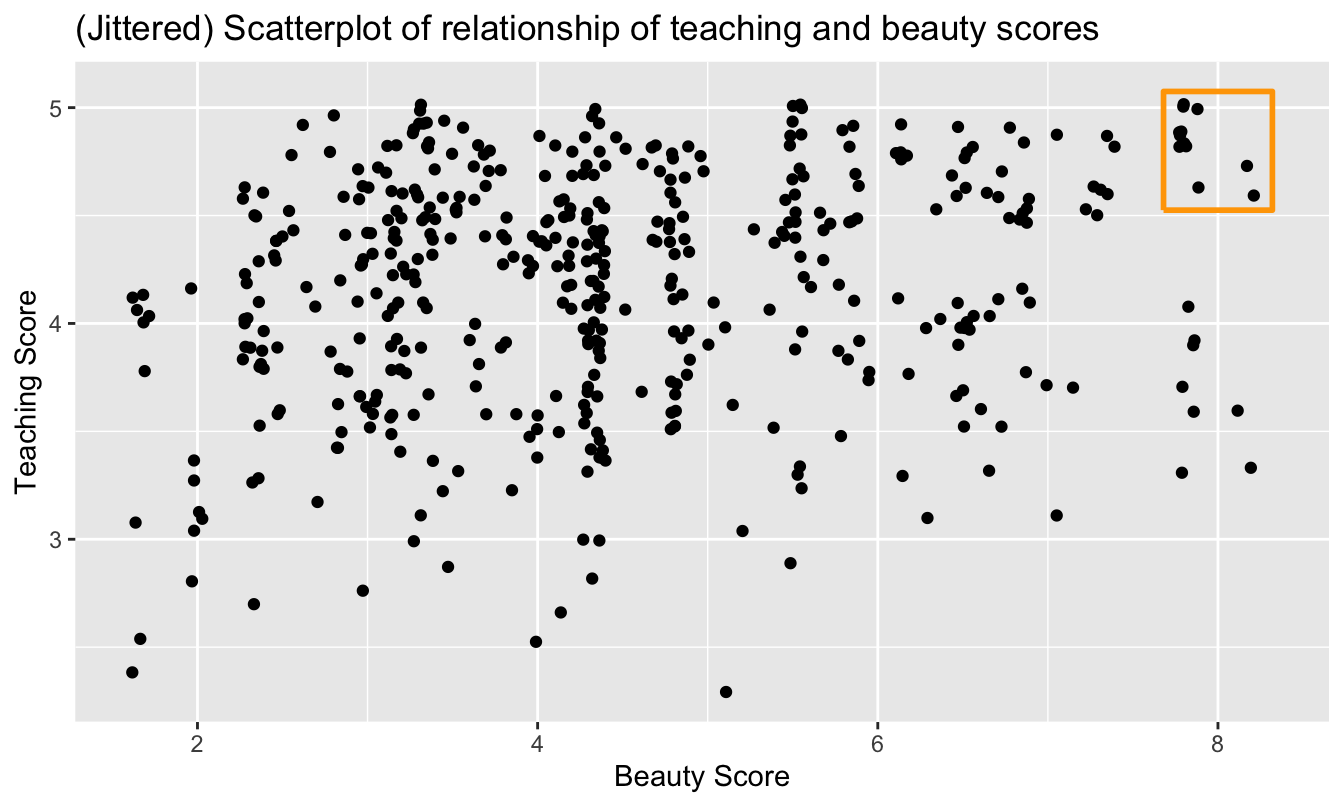 (Jittered) Scatterplot of relationship of teaching and beauty scores
5
4
3
Teaching Score
2 4 6 8
Beauty Score